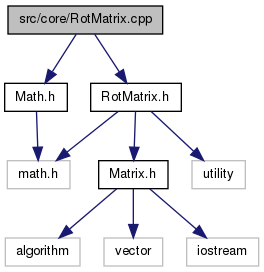 src/core/RotMatrix.cpp
Math.h
RotMatrix.h
math.h
Matrix.h
utility
algorithm
vector
iostream